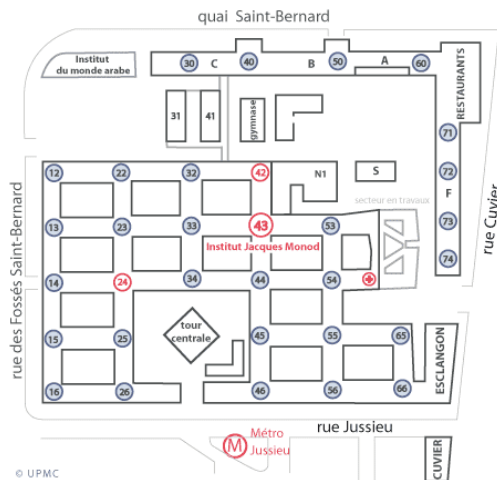 quai Saint-Bernard
Institut
du monde arabe
30
C
40
B
50
A
60
RESTAURANTS
31
41
gymnase
71
12
22
32
42
N1
S
72
F
secteur en travaux
rue des Fossés Saint-Bernard
rue Cuvier
13
23
33
43
53
73
Institut Jacques Monod
74
14
24
34
44
54
tour
centrale
15
25
45
55
65
ESCLANGON
16
26
46
56
66
rue Jussieu
M
Métro
Jussieu
CUVIER
© UPMC